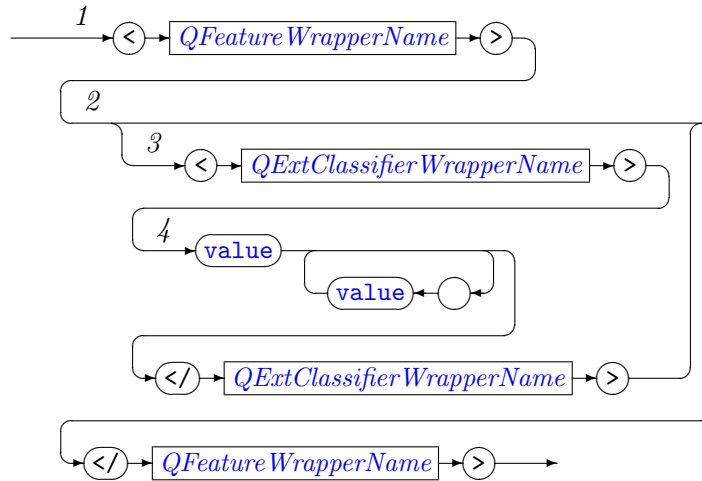 1
< QFeatureWrapperName >
2
3
< QExtClassifierWrapperName >
4
value
value
</ QExtClassifierWrapperName >
</ QFeatureWrapperName >